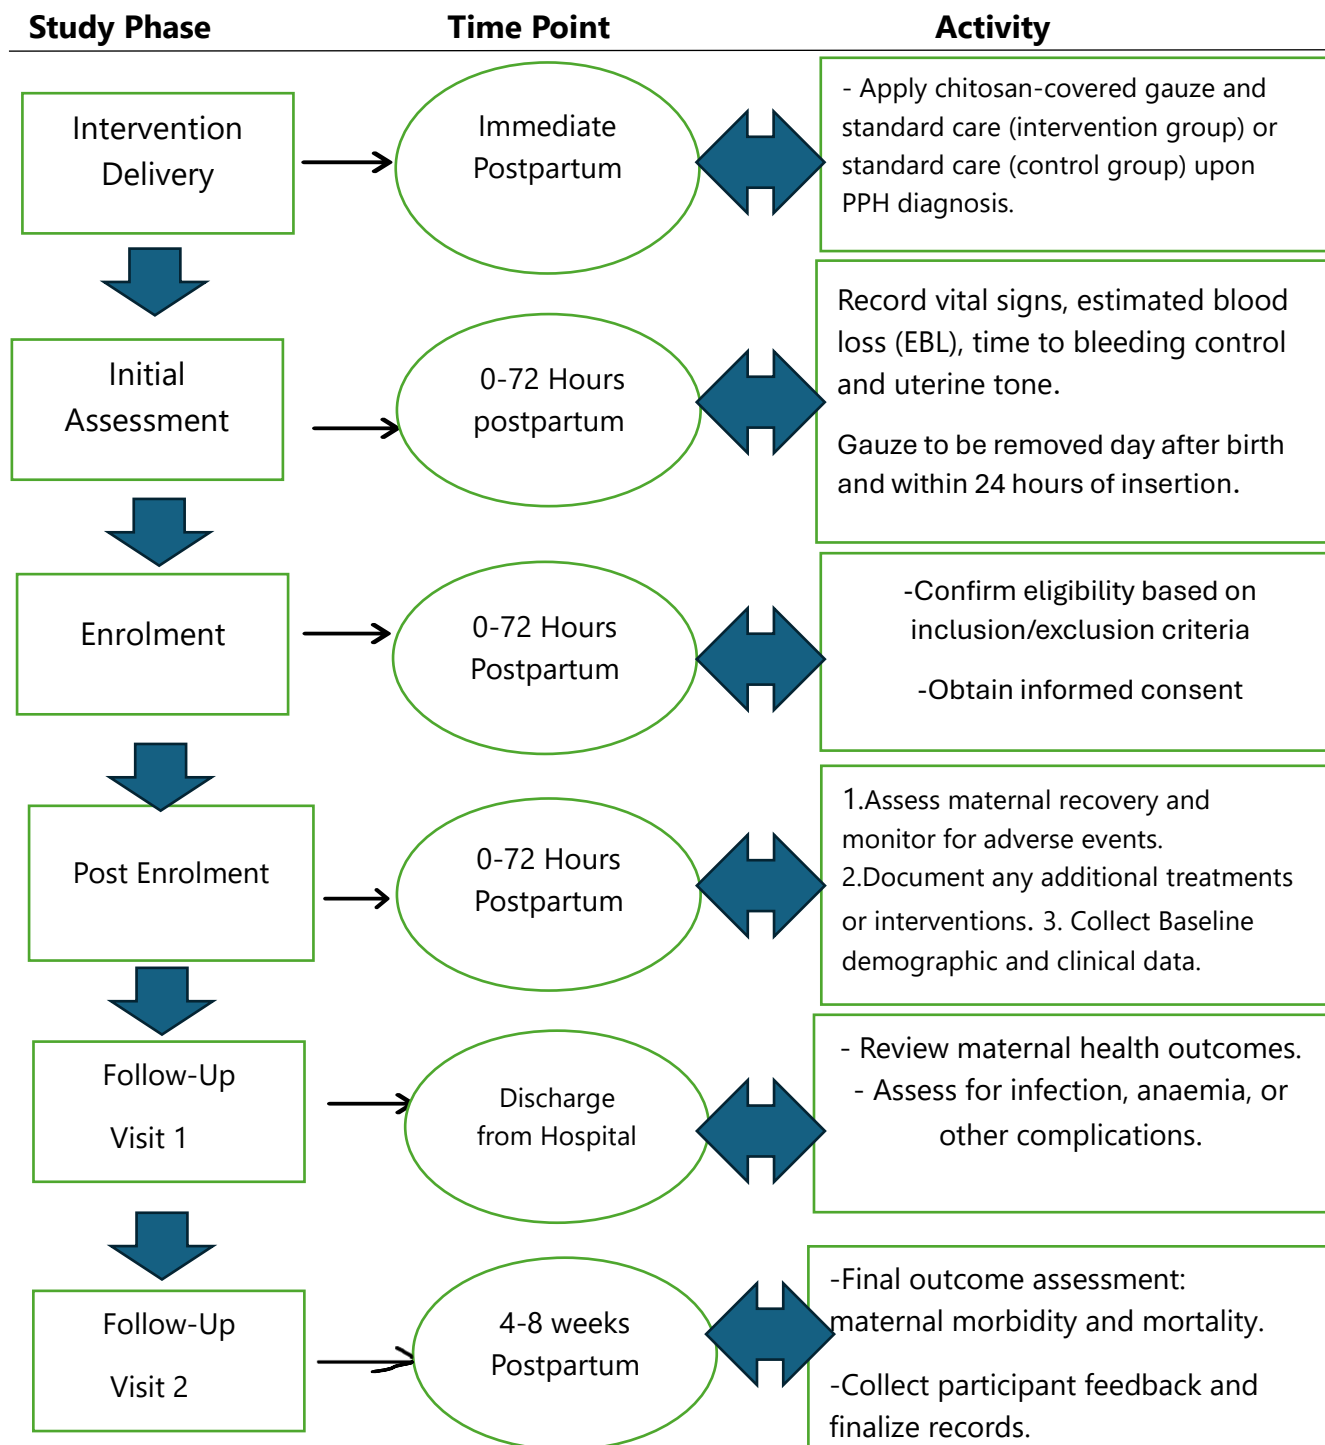 Study Phase
Time Point
Activity
Intervention
Delivery
Immediate
Postpartum
- Apply chitosan-covered gauze and
standard care (intervention group) or
standard care (control group) upon
PPH diagnosis.
Initial
Assessment
0-72 Hours
postpartum
Record vital signs, estimated blood
loss (EBL), time to bleeding control
and uterine tone.
Gauze to be removed day after birth
and within 24 hours of insertion.
Enrolment
0-72 Hours
Postpartum
-Confirm eligibility based on
inclusion/exclusion criteria
-Obtain informed consent
Post Enrolment
0-72 Hours
Postpartum
1.Assess maternal recovery and
monitor for adverse events.
2.Document any additional treatments
or interventions. 3. Collect Baseline
demographic and clinical data.
Follow-Up
Visit 1
Discharge
from Hospital
- Review maternal health outcomes.
- Assess for infection, anaemia, or
other complications.
Follow-Up
Visit 2
4-8 weeks
Postpartum
-Final outcome assessment:
maternal morbidity and mortality.
-Collect participant feedback and
finalize records.